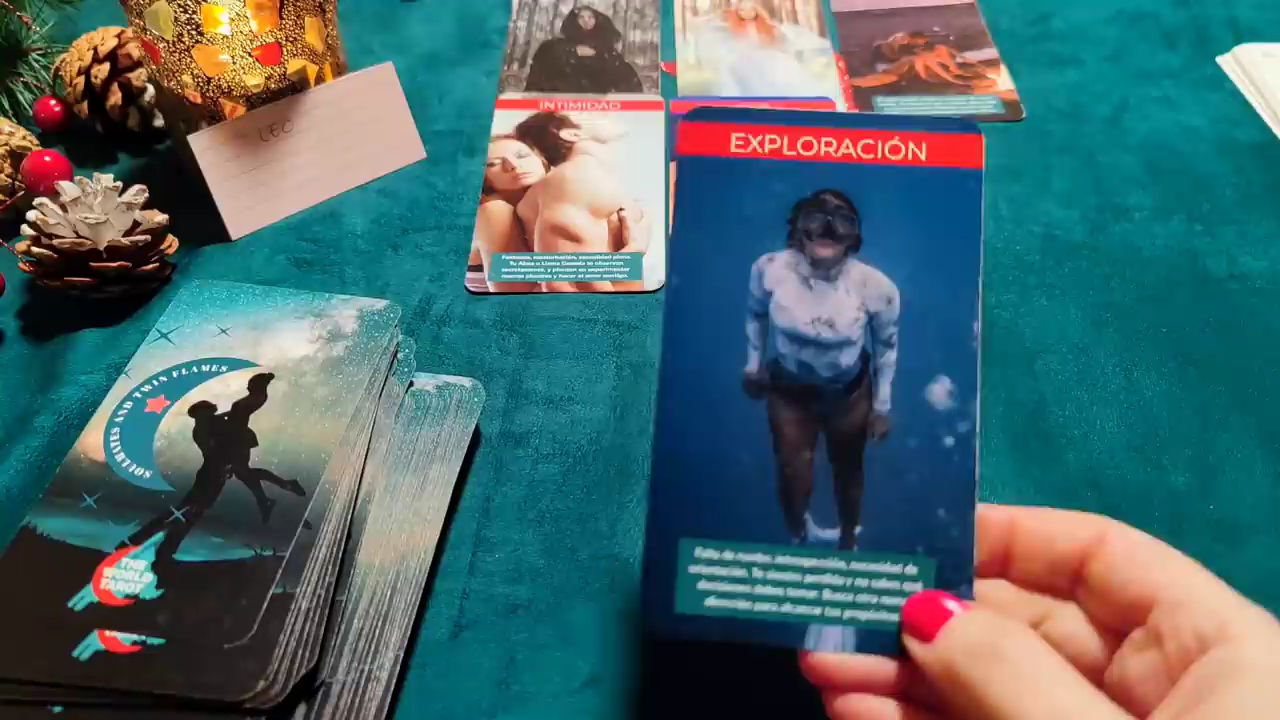 LEO
INTIMIDAD
Fantasías, masturbación, sexualidad plena.
Tu Alma o Llama Gemela te observan
secretamente, y planean en experimentar
nuevos placeres y hacer el amor contigo.
EXPLORACIÓN
Falta de rumbo, introspección, necesidad de
orientación. Te sientes perdido y no sabes qué
decisiones debes tomar. Busca otra
para alcanzar tus propósitos
SOULMATES AND TWIN FLAMES
THE
WORLD
TAROT